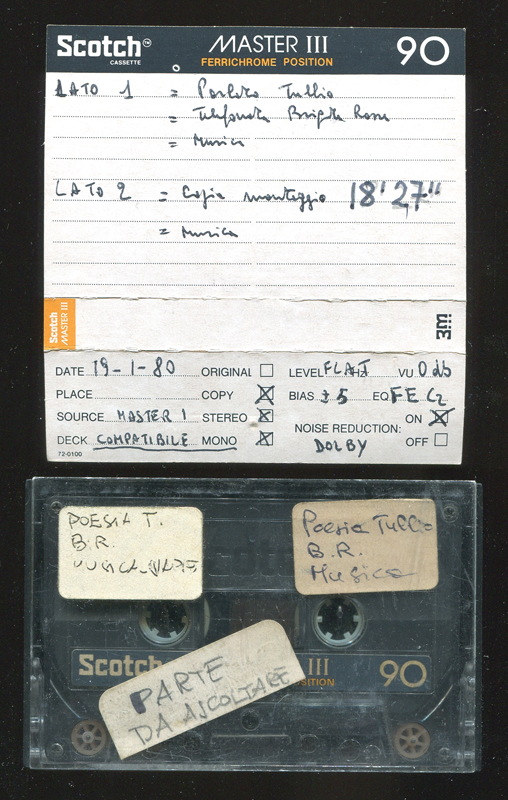 Scotch™ MASTER III 90
CASSETTE FERRICHROME POSITION
LATO 1 = Tullio
= Telefonata Brigate Rosse
= Musica
LATO 2 = Copia montaggio 18' 27"
= Musica
Scotch
MASTER III
3M
DATE 19-1-80 ORIGINAL LEVEL FLAT HZ VU 0 db
PLACE COPY BIAS ± 5 EQ FE C2
SOURCE MASTER 1 STEREO ON
NOISE REDUCTION:
DECK COMPATIBILE MONO DOLBY OFF
72-0100
POESIA T.
B.R.
Poesia Tullio
B.R.
Musica
Scotch III 90
POSITION
PARTE
DA ASCOLTARE